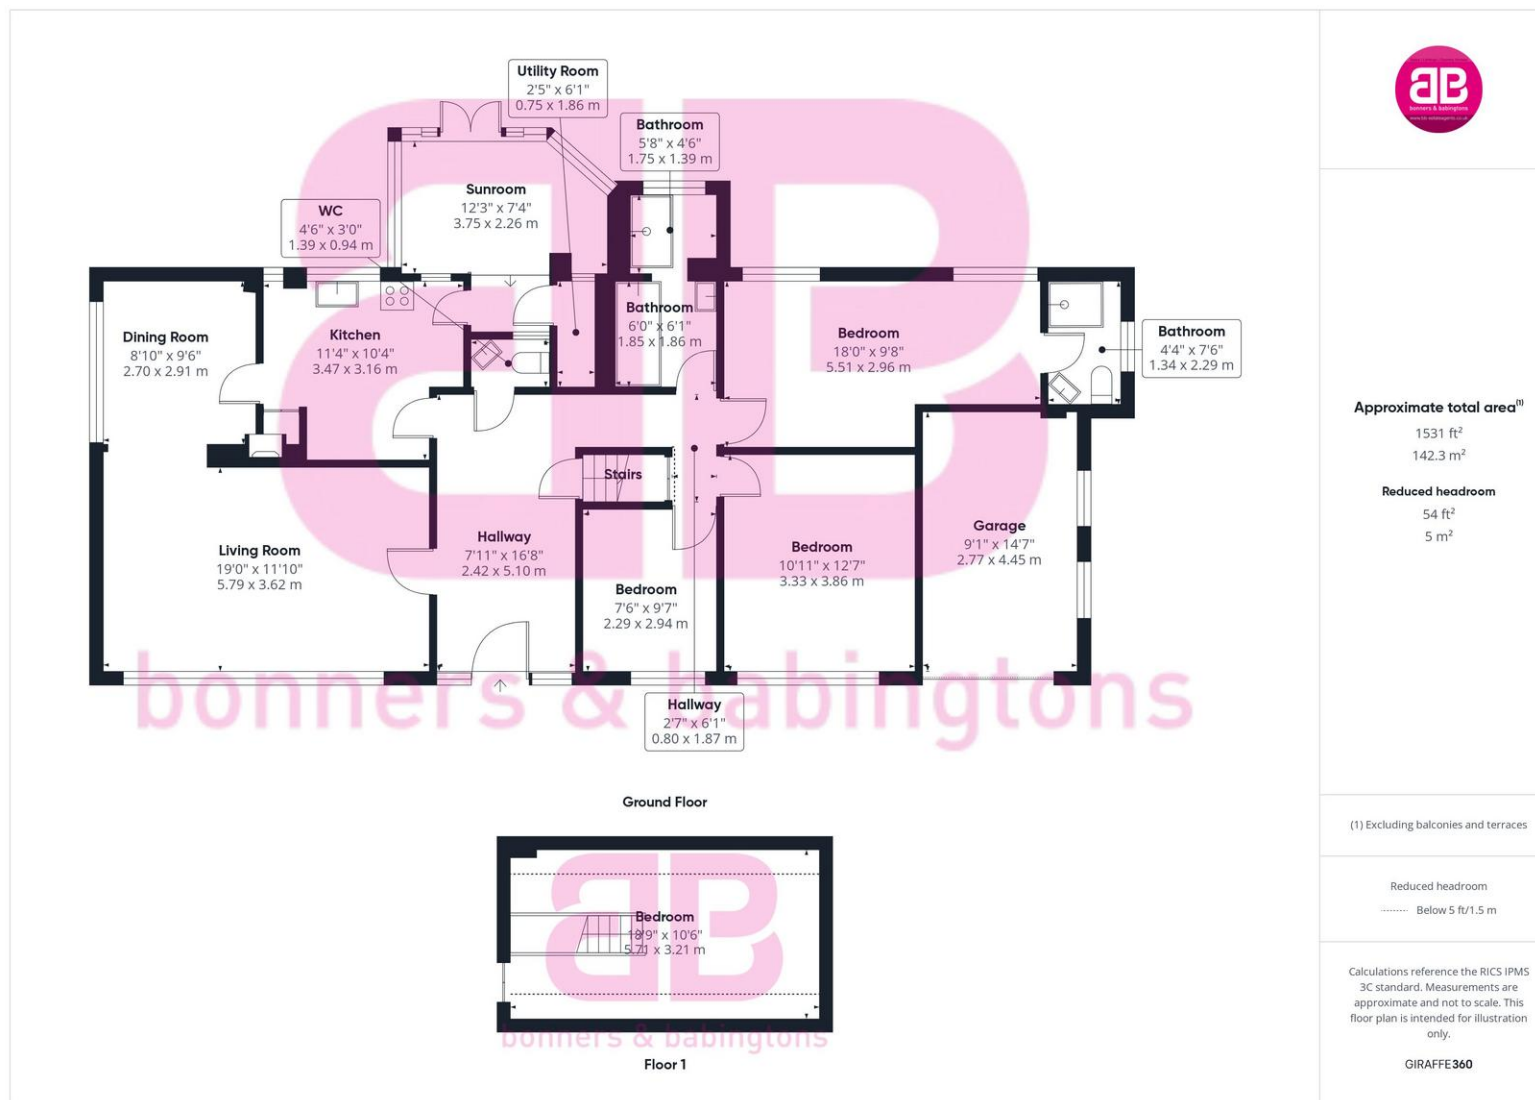 Utility Room
2'5" x 6'1"
0.75 x 1.86 m
Bathroom
5'8" x 4'6"
1.75 x 1.39 m
Sunroom
12'3" x 7'4"
3.75 x 2.26 m
WC
4'6" x 3'0"
1.39 x 0.94 m
Dining Room
8'10" x 9'6"
2.70 x 2.91 m
Kitchen
11'4" x 10'4"
3.47 x 3.16 m
Bathroom
6'0" x 6'1"
1.85 x 1.86 m
Bedroom
18'0" x 9'8"
5.51 x 2.96 m
Bathroom
4'4" x 7'6"
1.34 x 2.29 m
Stairs
Living Room
19'0" x 11'10"
5.79 x 3.62 m
Hallway
7'11" x 16'8"
2.42 x 5.10 m
Bedroom
7'6" x 9'7"
2.29 x 2.94 m
Bedroom
10'11" x 12'7"
3.33 x 3.86 m
Garage
9'1" x 14'7"
2.77 x 4.45 m
Hallway
2'7" x 6'1"
0.80 x 1.87 m
bonners & babingtons
Ground Floor
Bedroom
18'9" x 10'6"
5.71 x 3.21 m
bonners & babingtons
Floor 1
BB
bonners & babingtons
Approximate total area(1)
1531 ft²
142.3 m²
Reduced headroom
54 ft²
5 m²
(1) Excluding balconies and terraces
Reduced headroom
Below 5 ft/1.5 m
Calculations reference the RICS IPMS
3C standard. Measurements are
approximate and not to scale. This
floor plan is intended for illustration
only.
GIRAFFE360